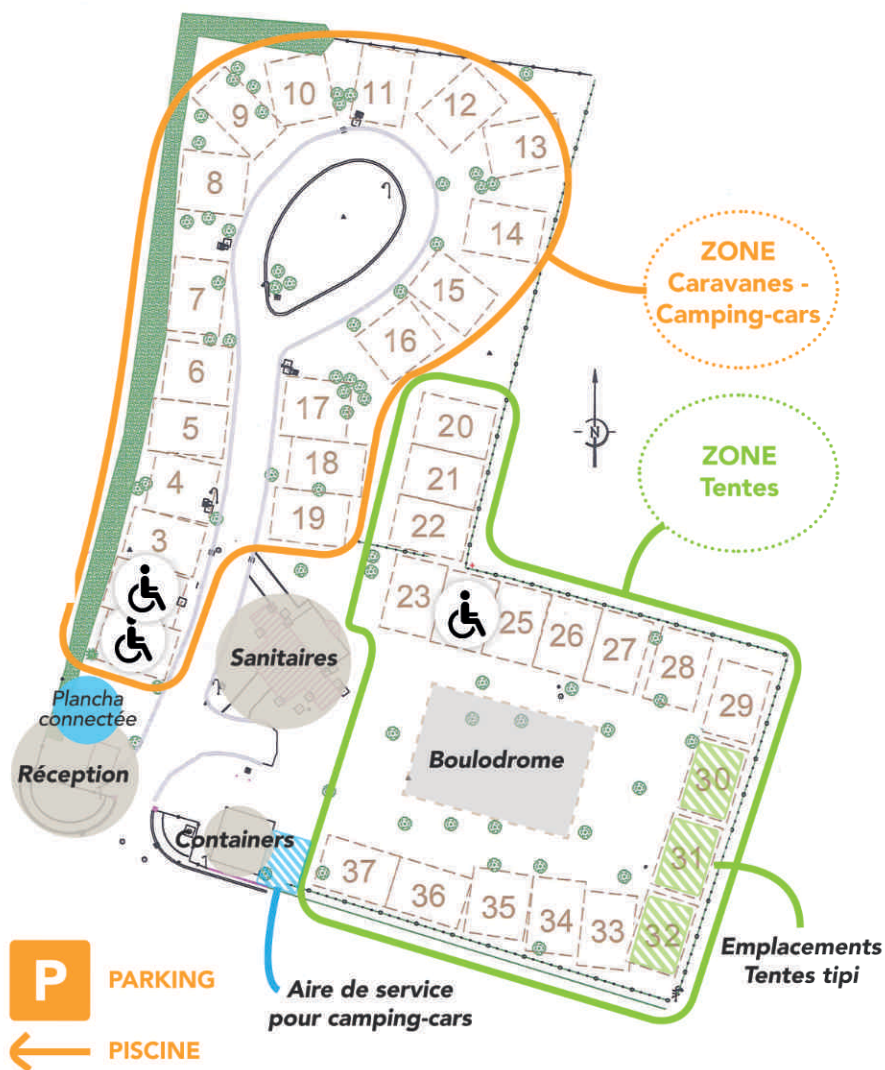 10
11
12
9
13
8
14
ZONE
Caravanes -
Camping-cars
7
15
16
6
17
20
5
18
ZONE
Tentes
4
21
19
22
3
N
23
25
26
27
28
29
Sanitaires
Plancha
connectée
Réception
Boulodrome
30
Containers
31
37
36
35
34
33
32
Emplacements
Tentes tipi
Aire de service
pour camping-cars
P
PARKING
PISCINE